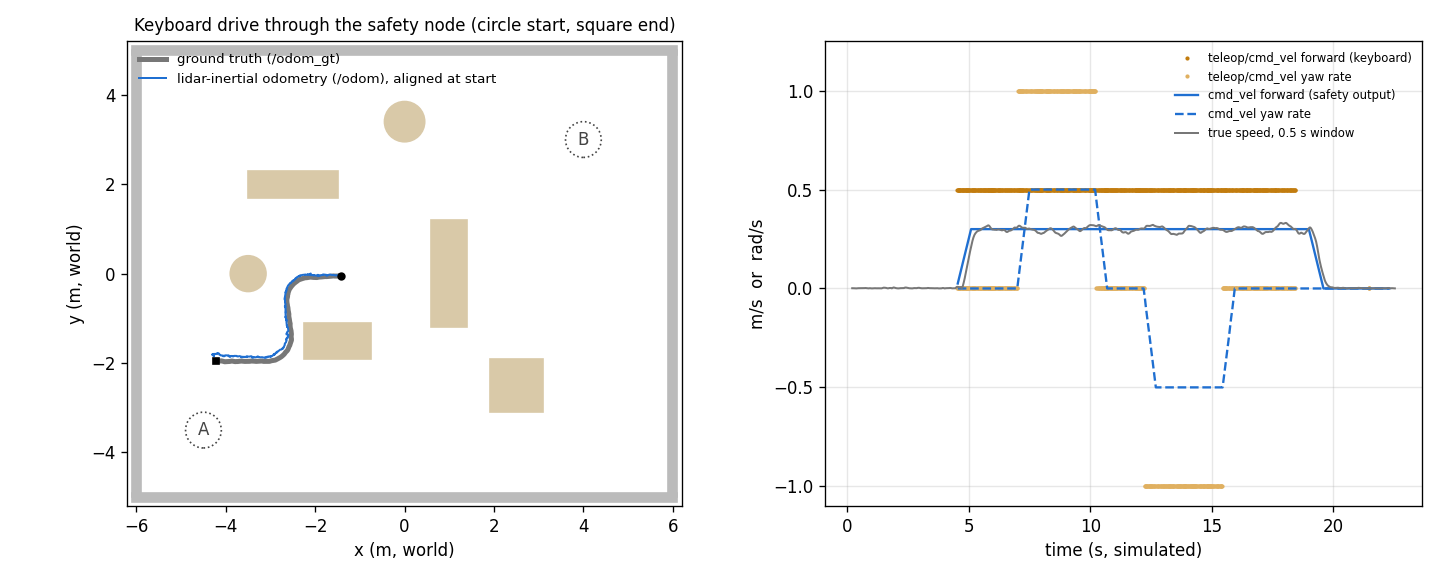 Keyboard drive through the safety node (circle start, square end)
ground truth (/odom_gt)
lidar-inertial odometry (/odom), aligned at start
4
2
0
−2
−4
y (m, world)
B
A
−6
−4
−2
0
2
4
6
x (m, world)
teleop/cmd_vel forward (keyboard)
teleop/cmd_vel yaw rate
cmd_vel forward (safety output)
cmd_vel yaw rate
true speed, 0.5 s window
1.0
0.5
0.0
−0.5
−1.0
m/s or rad/s
0
5
10
15
20
time (s, simulated)